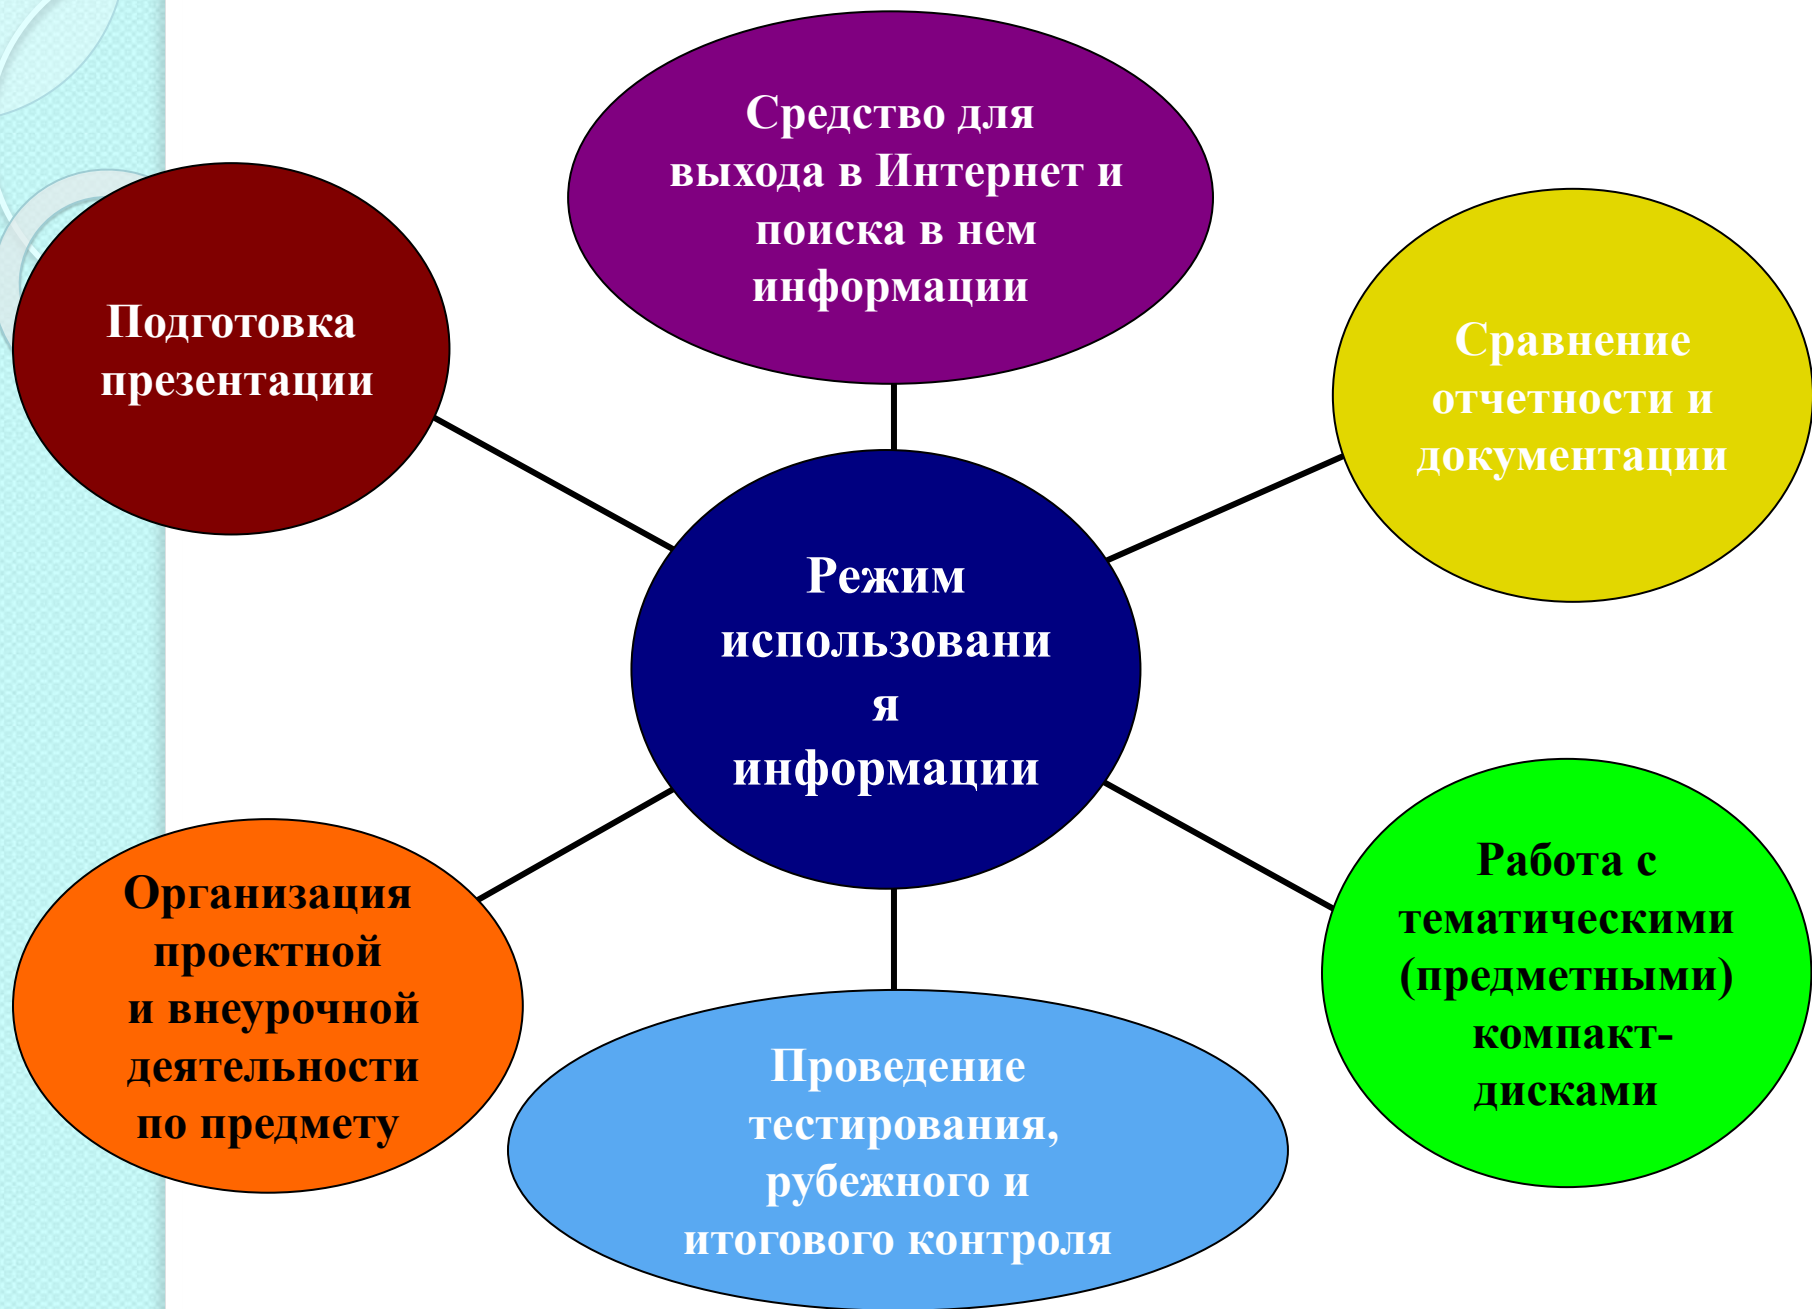 Средство для
выхода в Интернет и
поиска в нем
информации
Подготовка
презентации
Сравнение
отчетности и
документации
Режим
использовани
я
информации
Организация
проектной
и внеурочной
деятельности
по предмету
Работа с
тематическими
(предметными)
компакт-
дисками
Проведение
тестирования,
рубежного и
итогового контроля